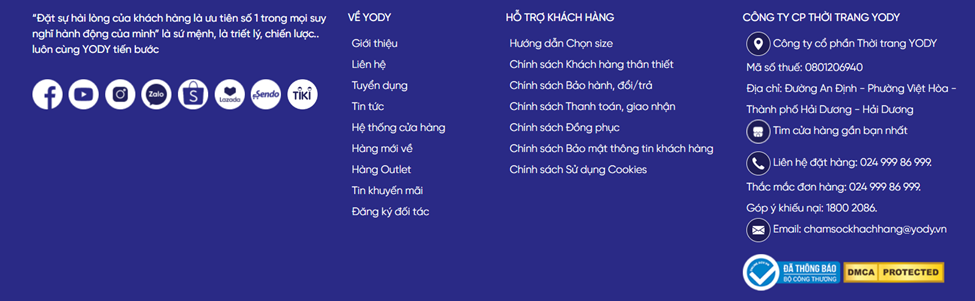 “Đặt sự hài lòng của khách hàng là ưu tiên số 1 trong mọi suy
nghĩ hành động của mình” là sứ mệnh, là triết lý, chiến lược..
luôn cùng YODY tiến bước
Zalo
Lazada
Sendo
TIKI
VỀ YODY
Giới thiệu
Liên hệ
Tuyển dụng
Tin tức
Hệ thống cửa hàng
Hàng mới về
Hàng Outlet
Tin khuyến mãi
Đăng ký đối tác
HỖ TRỢ KHÁCH HÀNG
Hướng dẫn Chọn size
Chính sách Khách hàng thân thiết
Chính sách Bảo hành, đổi/trả
Chính sách Thanh toán, giao nhận
Chính sách Đồng phục
Chính sách Bảo mật thông tin khách hàng
Chính sách Sử dụng Cookies
CÔNG TY CP THỜI TRANG YODY
Công ty cổ phần Thời trang YODY
Mã số thuế: 0801206940
Địa chỉ: Đường An Định - Phường Việt Hòa -
Thành phố Hải Dương - Hải Dương
Tìm cửa hàng gần bạn nhất
Liên hệ đặt hàng: 024 999 86 999.
Thắc mắc đơn hàng: 024 999 86 999.
Góp ý khiếu nại: 1800 2086.
Email: chamsockhachhang@yody.vn
ĐÃ THÔNG BÁO
BỘ CÔNG THƯƠNG
DMCA PROTECTED